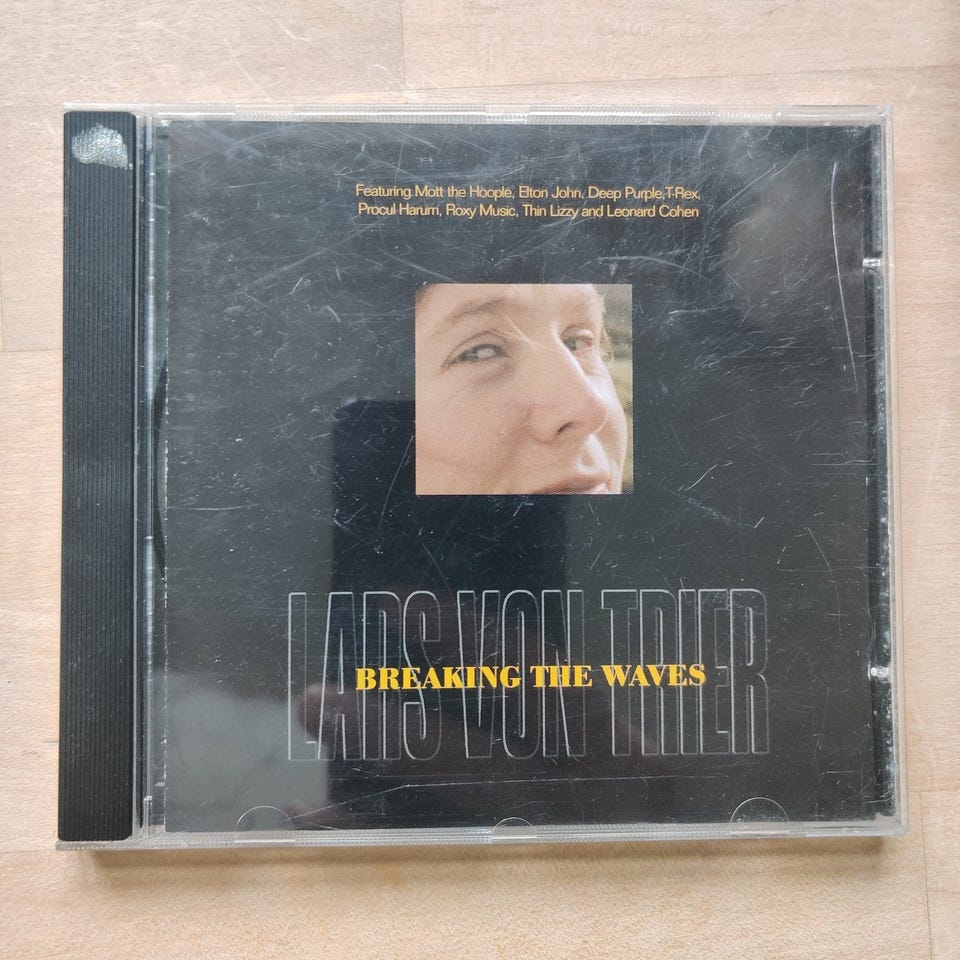 Featuring Mott the Hoople, Elton John, Deep Purple,T-Rex,
Procul Harum, Roxy Music, Thin Lizzy and Leonard Cohen
LARS VON TRIER
BREAKING THE WAVES